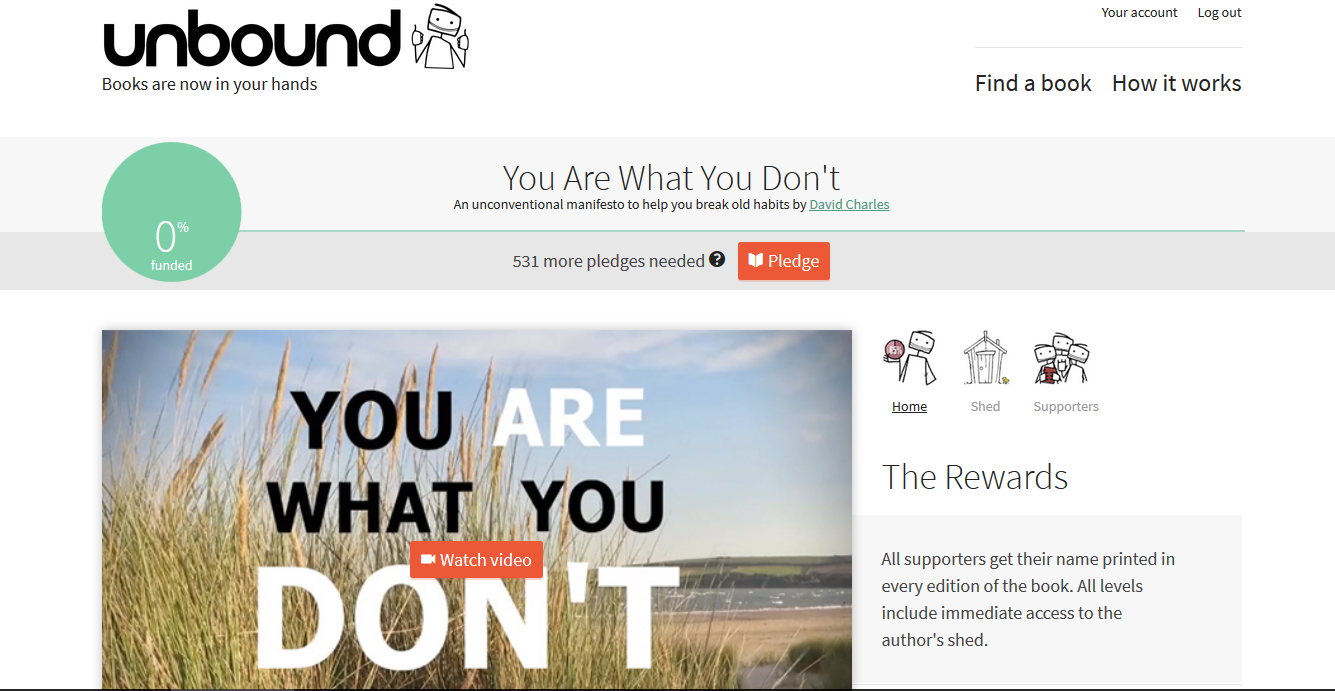 unbound
Books are now in your hands
Your account Log out
Find a book How it works
You Are What You Don't
An unconventional manifesto to help you break old habits by David Charles
0%
funded
531 more pledges needed ? Pledge
YOU ARE
WHAT YOU
DON'T
Watch video
Home Shed Supporters
The Rewards
All supporters get their name printed in
every edition of the book. All levels
include immediate access to the
author's shed.